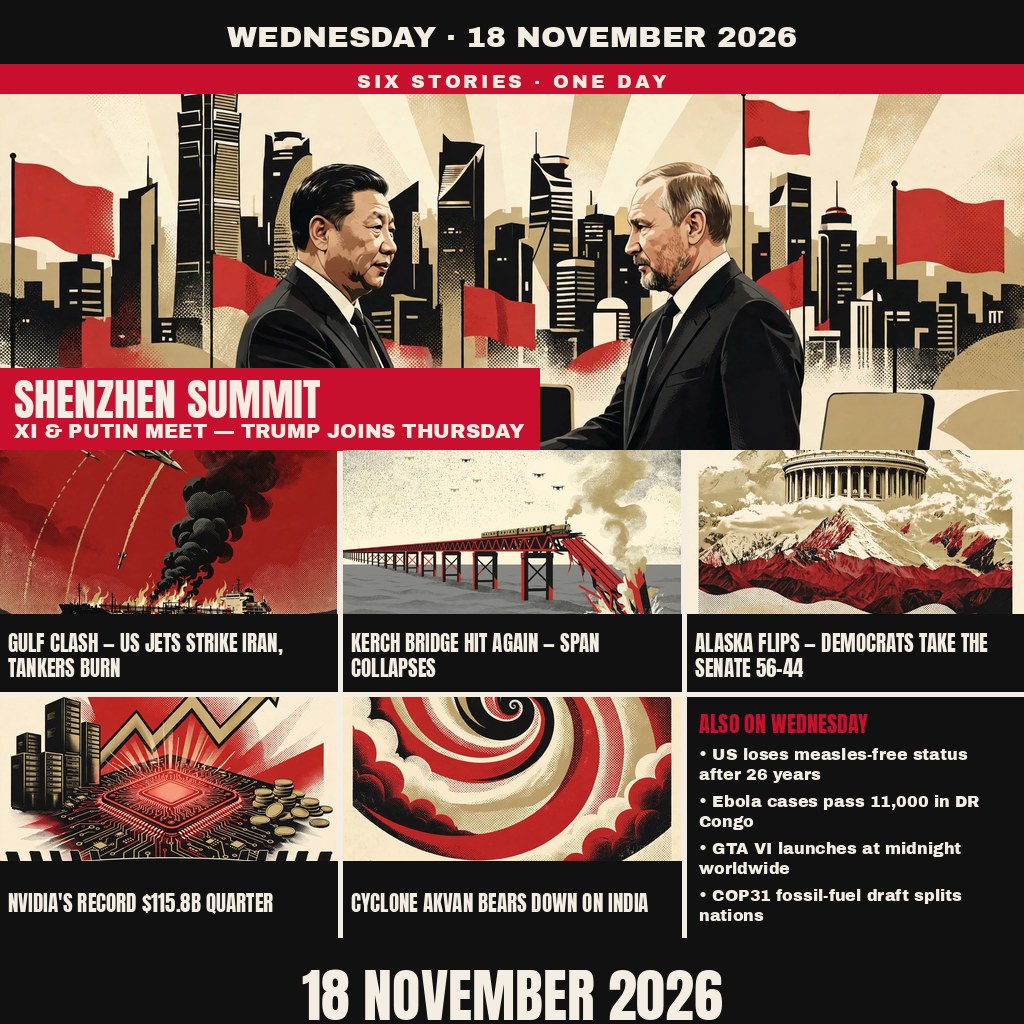 WEDNESDAY · 18 NOVEMBER 2026
SIX STORIES · ONE DAY
SHENZHEN SUMMIT
XI & PUTIN MEET — TRUMP JOINS THURSDAY
GULF CLASH – US JETS STRIKE IRAN,
TANKERS BURN
KERCH BRIDGE HIT AGAIN – SPAN
COLLAPSES
ALASKA FLIPS – DEMOCRATS TAKE THE
SENATE 56-44
NVIDIA'S RECORD $115.8B QUARTER
CYCLONE AKVAN BEARS DOWN ON INDIA
ALSO ON WEDNESDAY
• US loses measles-free status
after 26 years
• Ebola cases pass 11,000 in DR
Congo
• GTA VI launches at midnight
worldwide
• COP31 fossil-fuel draft splits
nations
18 NOVEMBER 2026